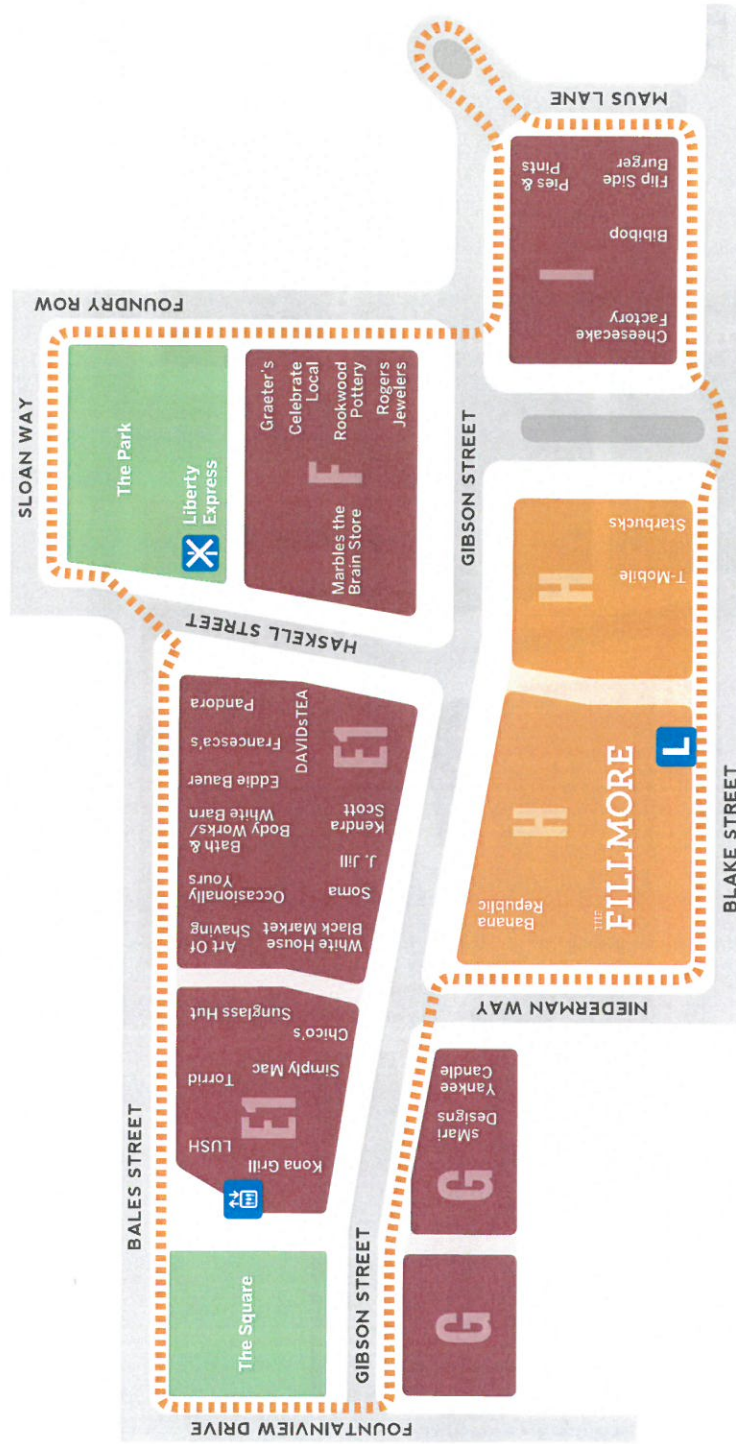 SLOAN WAY
FOUNDRY ROW
The Park
Liberty
Express
Graeter's
Celebrate
Local
Rookwood
Pottery
Rogers
Jewelers
F
Marbles the
Brain Store
HASKELL STREET
GIBSON STREET
MAUS LANE
Pies &
Pints
Flip Side
Burger
Bibibop
I
Cheesecake
Factory
BALES STREET
Pandora
Francesca's
DAVIDsTEA
Eddie Bauer
E1
Bath &
Body Works/
White Barn
Kendra
Scott
J. Jill
Occasionally
Yours
Soma
Art Of
Shaving
White House
Black Market
Sunglass Hut
Chico's
Torrid
Simply Mac
E1
LUSH
Kona Grill
The Square
GIBSON STREET
FOUNTAINVIEW DRIVE
H
Starbucks
T-Mobile
H
Banana
Republic
THE
FILLMORE
L
BLAKE STREET
NIEDERMAN WAY
Yankee
Candle
sMari
Designs
G
G